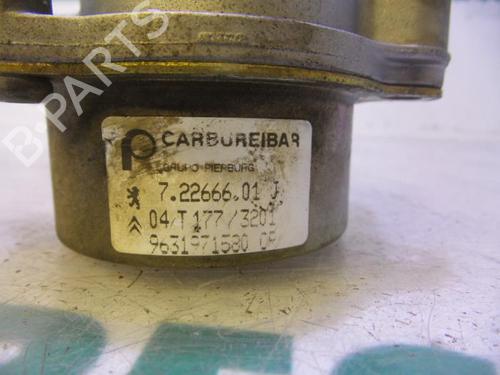 CARBUREIBAR
GRUPO PIERBURG
7.22666.01 J
04/T177/3201
9631971580
B-PARTS